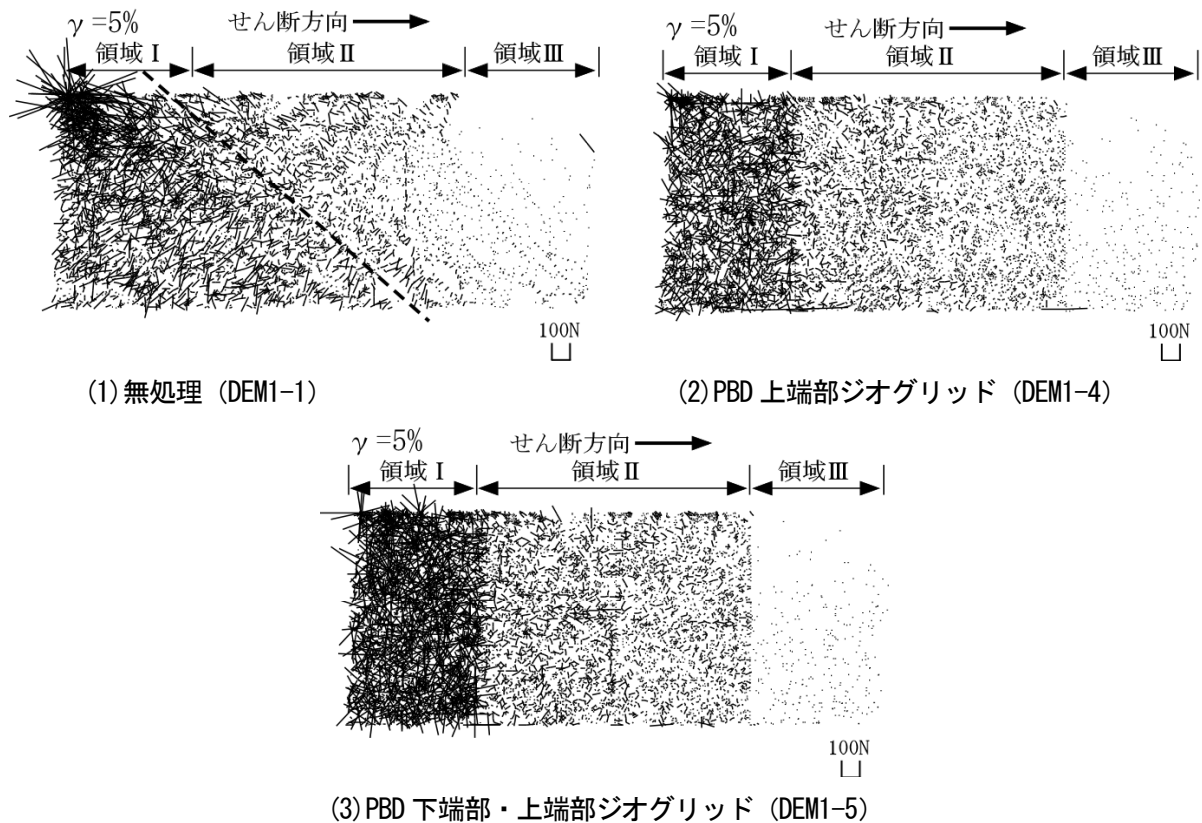 γ=5%
せん断方向
領域Ⅰ
領域Ⅱ
領域Ⅲ
100N
(1)無処理（DEM1-1）
γ=5%
せん断方向
領域Ⅰ
領域Ⅱ
領域Ⅲ
100N
(2)PBD 上端部ジオグリッド（DEM1-4）
γ=5%
せん断方向
領域Ⅰ
領域Ⅱ
領域Ⅲ
100N
(3)PBD 下端部・上端部ジオグリッド（DEM1-5）